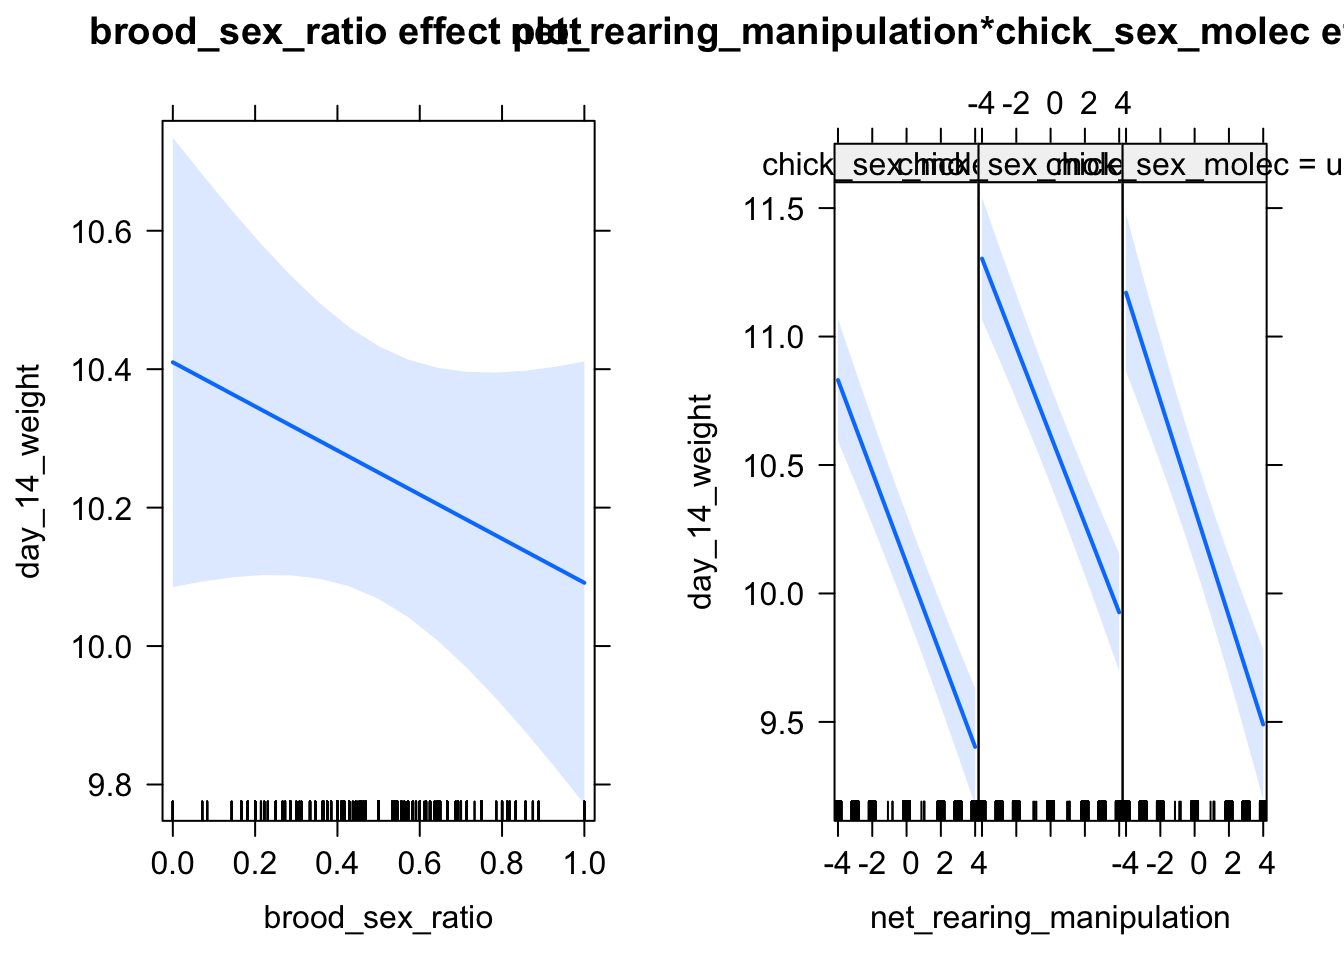 brood_sex_ratio effect plot
net_rearing_manipulation*chick_sex_molec e
10.6
10.4
10.2
10.0
9.8
0.0 0.2 0.4 0.6 0.8 1.0
day_14_weight
brood_sex_ratio
-4 -2 0 2 4
chick_sex_molec = u
11.5
11.0
10.5
10.0
9.5
-4 -2 0 2 4 -4 -2 0 2 4
day_14_weight
net_rearing_manipulation